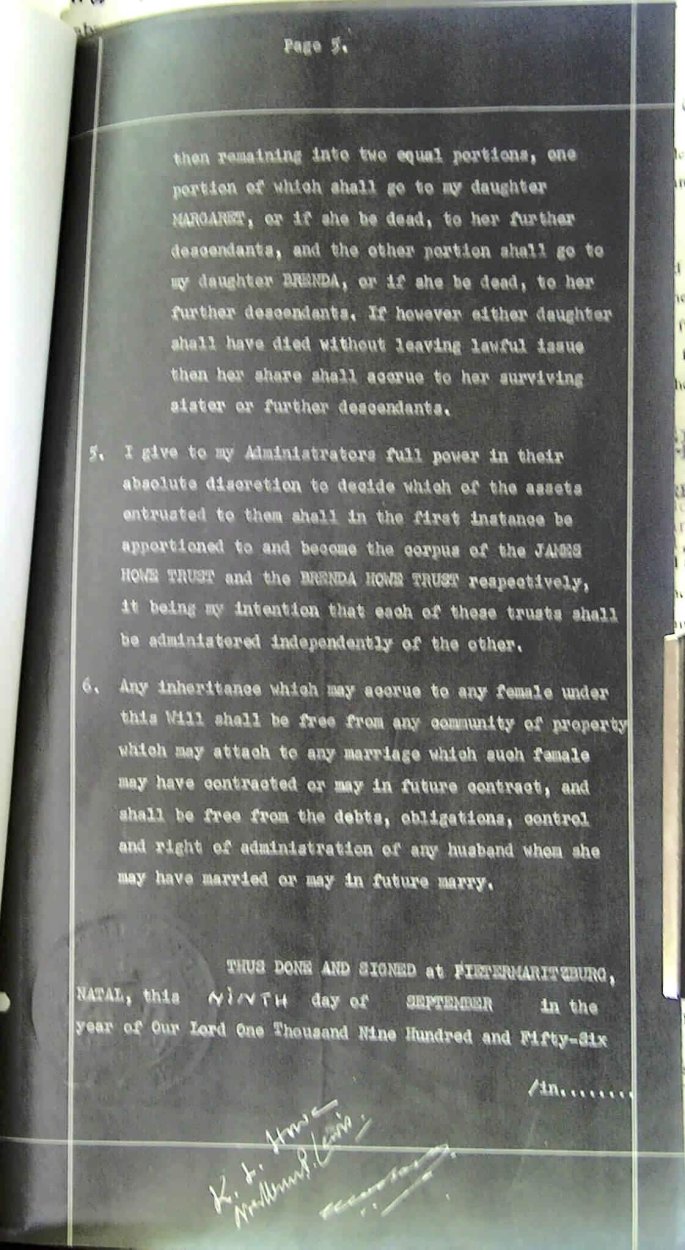 Page 5.
then remaining into two equal portions, one
portion of which shall go to my daughter
MARGARET, or if she be dead, to her further
descendants, and the other portion shall go to
my daughter BRENDA, or if she be dead, to her
further descendants. If however either daughter
shall have died without leaving lawful issue
then her share shall accrue to her surviving
sister or further descendants.
5. I give to my Administrators full power in their
absolute discretion to decide which of the assets
entrusted to them shall in the first instance be
apportioned to and become the corpus of the JAMES
HOWE TRUST and the BRENDA HOWE TRUST respectively,
it being my intention that each of these trusts shall
be administered independently of the other.
6. Any inheritance which may accrue to any female under
this Will shall be free from any community of property
which may attach to any marriage which such female
may have contracted or may in future contract, and
shall be free from the debts, obligations, control
and right of administration of any husband whom she
may have married or may in future marry.
THUS DONE AND SIGNED at PIETERMARITZBURG,
NATAL, this NINTH day of SEPTEMBER in the
year of Our Lord One Thousand Nine Hundred and Fifty-Six
/in........
K. L. Howe
Lewis